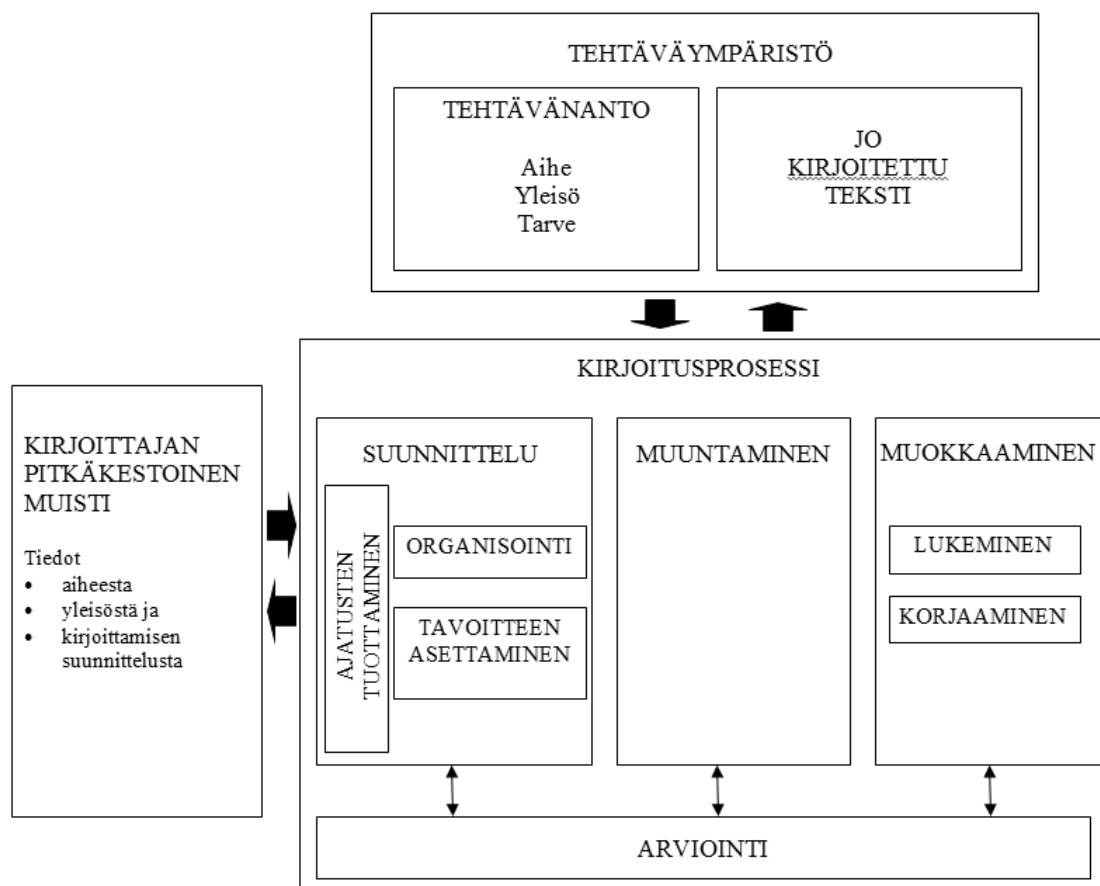 TEHTÄVÄYMPÄRISTÖ
TEHTÄVÄNANTO
Aihe
Yleisö
Tarve
JO
KIRJOITETTU
TEKSTI
KIRJOITTAJAN
PITKÄKESTOINEN
MUISTI
Tiedot
• aiheesta
• yleisöstä ja
• kirjoittamisen
suunnittelusta
KIRJOITUSPROSESSI
SUUNNITTELU
AJATUSTEN
TUOTTAMINEN
ORGANISOINTI
TAVOITTEEN
ASETTAMINEN
MUUNTAMINEN
MUOKKAAMINEN
LUKEMINEN
KORJAAMINEN
ARVIOINTI